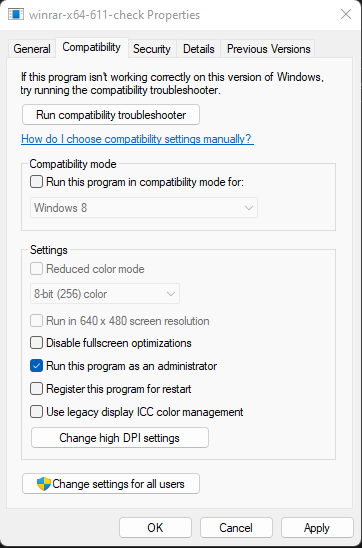 winrar-x64-611-check Properties
General Compatibility Security Details Previous Versions
If this program isn't working correctly on this version of Windows,
try running the compatibility troubleshooter.
Run compatibility troubleshooter
How do I choose compatibility settings manually?
Compatibility mode
Run this program in compatibility mode for:
Windows 8
Settings
Reduced color mode
8-bit (256) color
Run in 640 x 480 screen resolution
Disable fullscreen optimizations
Run this program as an administrator
Register this program for restart
Use legacy display ICC color management
Change high DPI settings
Change settings for all users
OK Cancel Apply